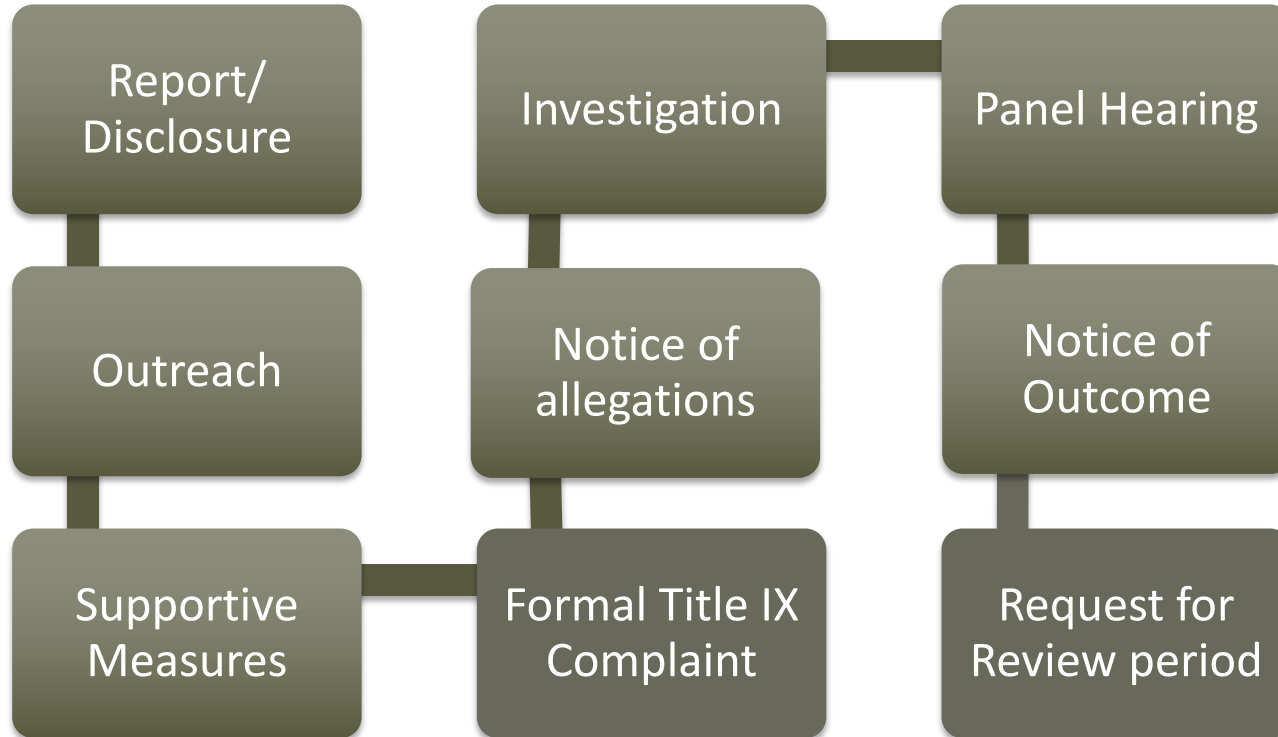 Report/
Disclosure
Outreach
Supportive
Measures
Formal Title IX
Complaint
Notice of
allegations
Investigation
Panel Hearing
Notice of
Outcome
Request for
Review period